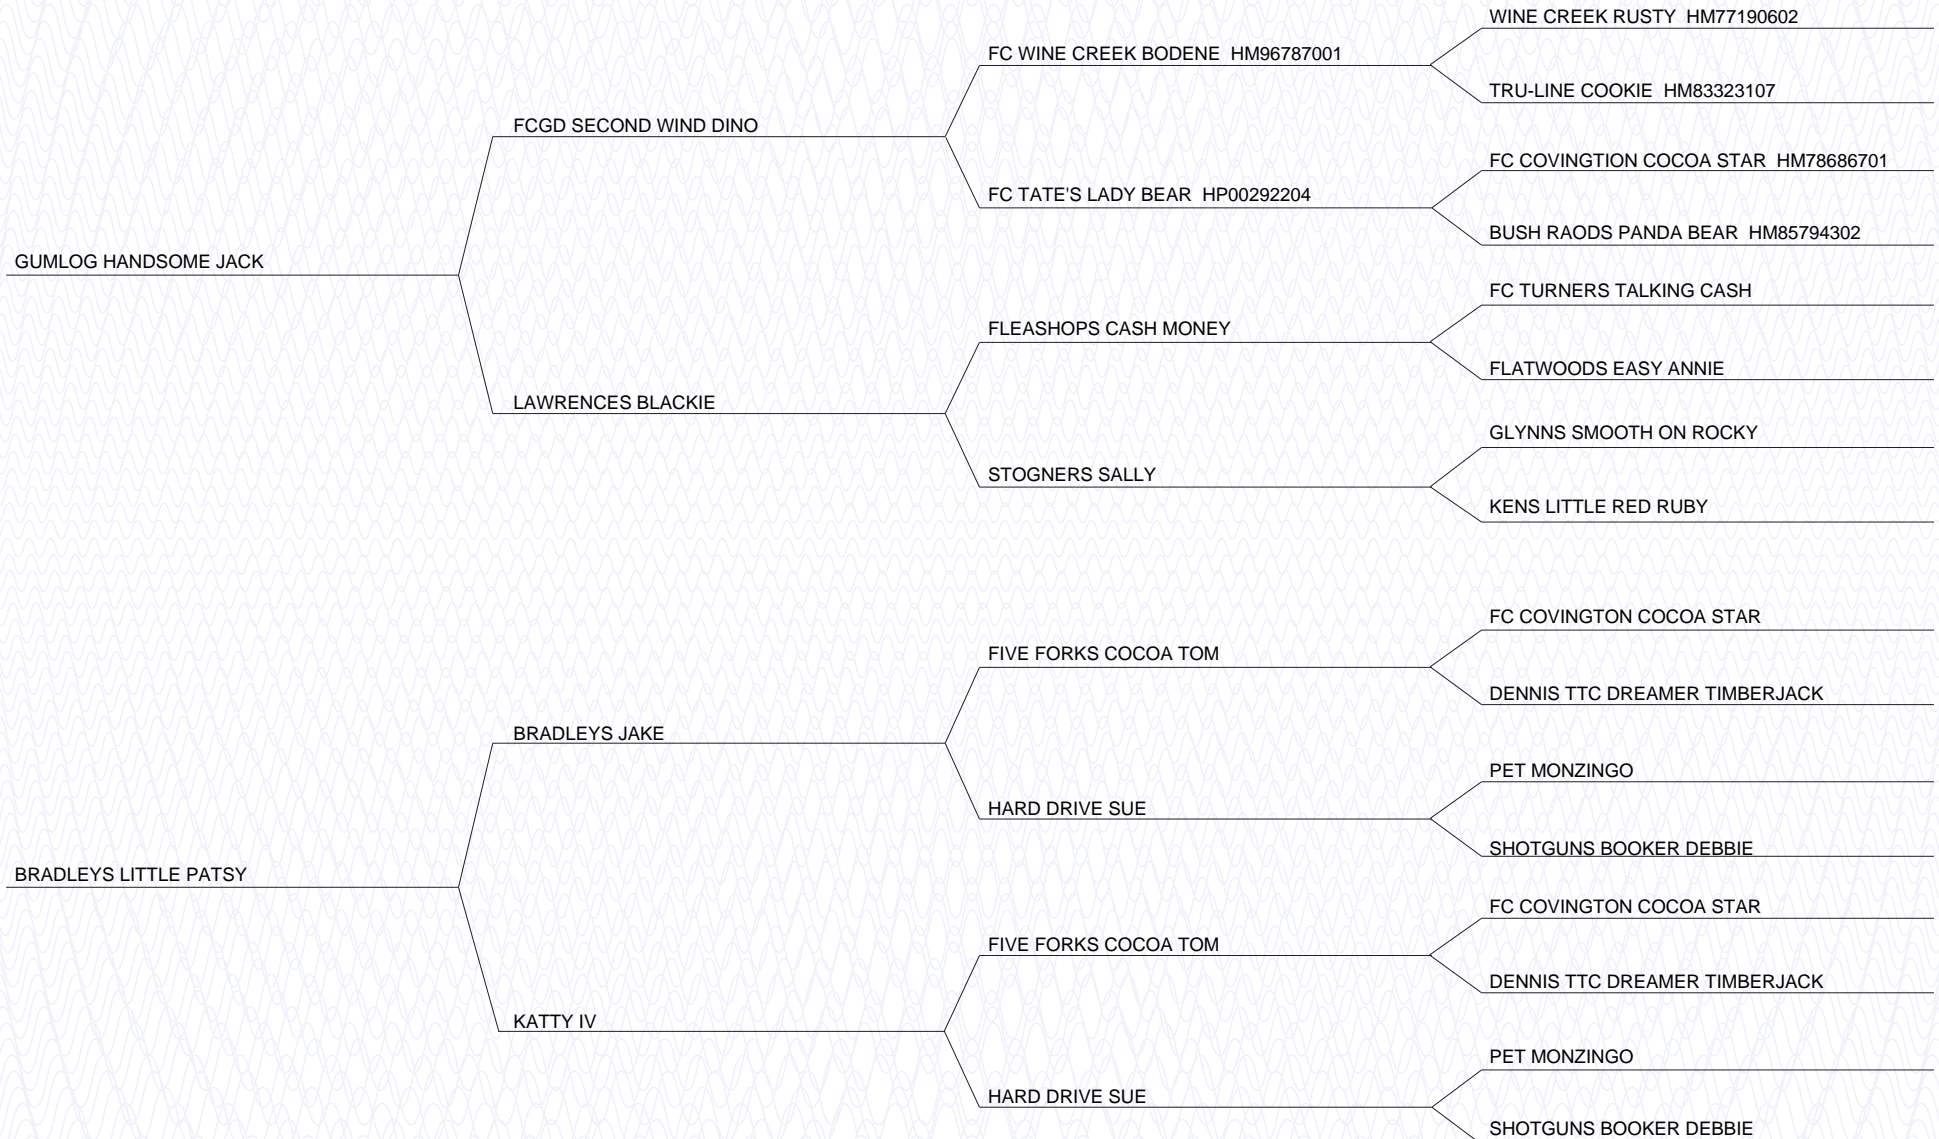 WINE CREEK RUSTY HM77190602
FC WINE CREEK BODENE HM96787001
TRU-LINE COOKIE HM83323107
FCGD SECOND WIND DINO
FC COVINGTION COCOA STAR HM78686701
FC TATE'S LADY BEAR HP00292204
BUSH RAODS PANDA BEAR HM85794302
GUMLOG HANDSOME JACK
FC TURNERS TALKING CASH
FLEASHOPS CASH MONEY
FLATWOODS EASY ANNIE
LAWRENCES BLACKIE
GLYNNS SMOOTH ON ROCKY
STOGNERS SALLY
KENS LITTLE RED RUBY
FC COVINGTON COCOA STAR
FIVE FORKS COCOA TOM
DENNIS TTC DREAMER TIMBERJACK
BRADLEYS JAKE
PET MONZINGO
HARD DRIVE SUE
SHOTGUNS BOOKER DEBBIE
BRADLEYS LITTLE PATSY
FC COVINGTON COCOA STAR
FIVE FORKS COCOA TOM
DENNIS TTC DREAMER TIMBERJACK
KATTY IV
PET MONZINGO
HARD DRIVE SUE
SHOTGUNS BOOKER DEBBIE